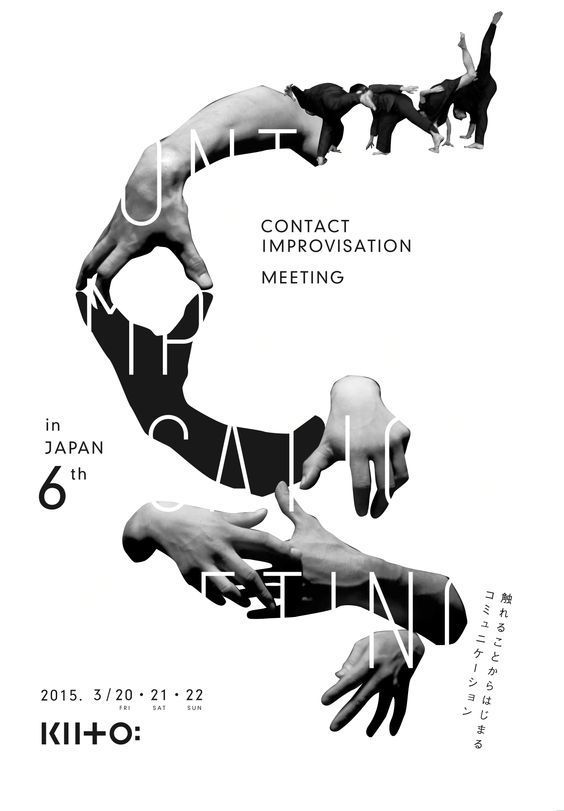 CONTACT
IMPROVISATION
MEETING
in
JAPAN
6th
触れることからはじまる
コミュニケーション
2015. 3/20・21・22
FRI SAT SUN
KIITO: